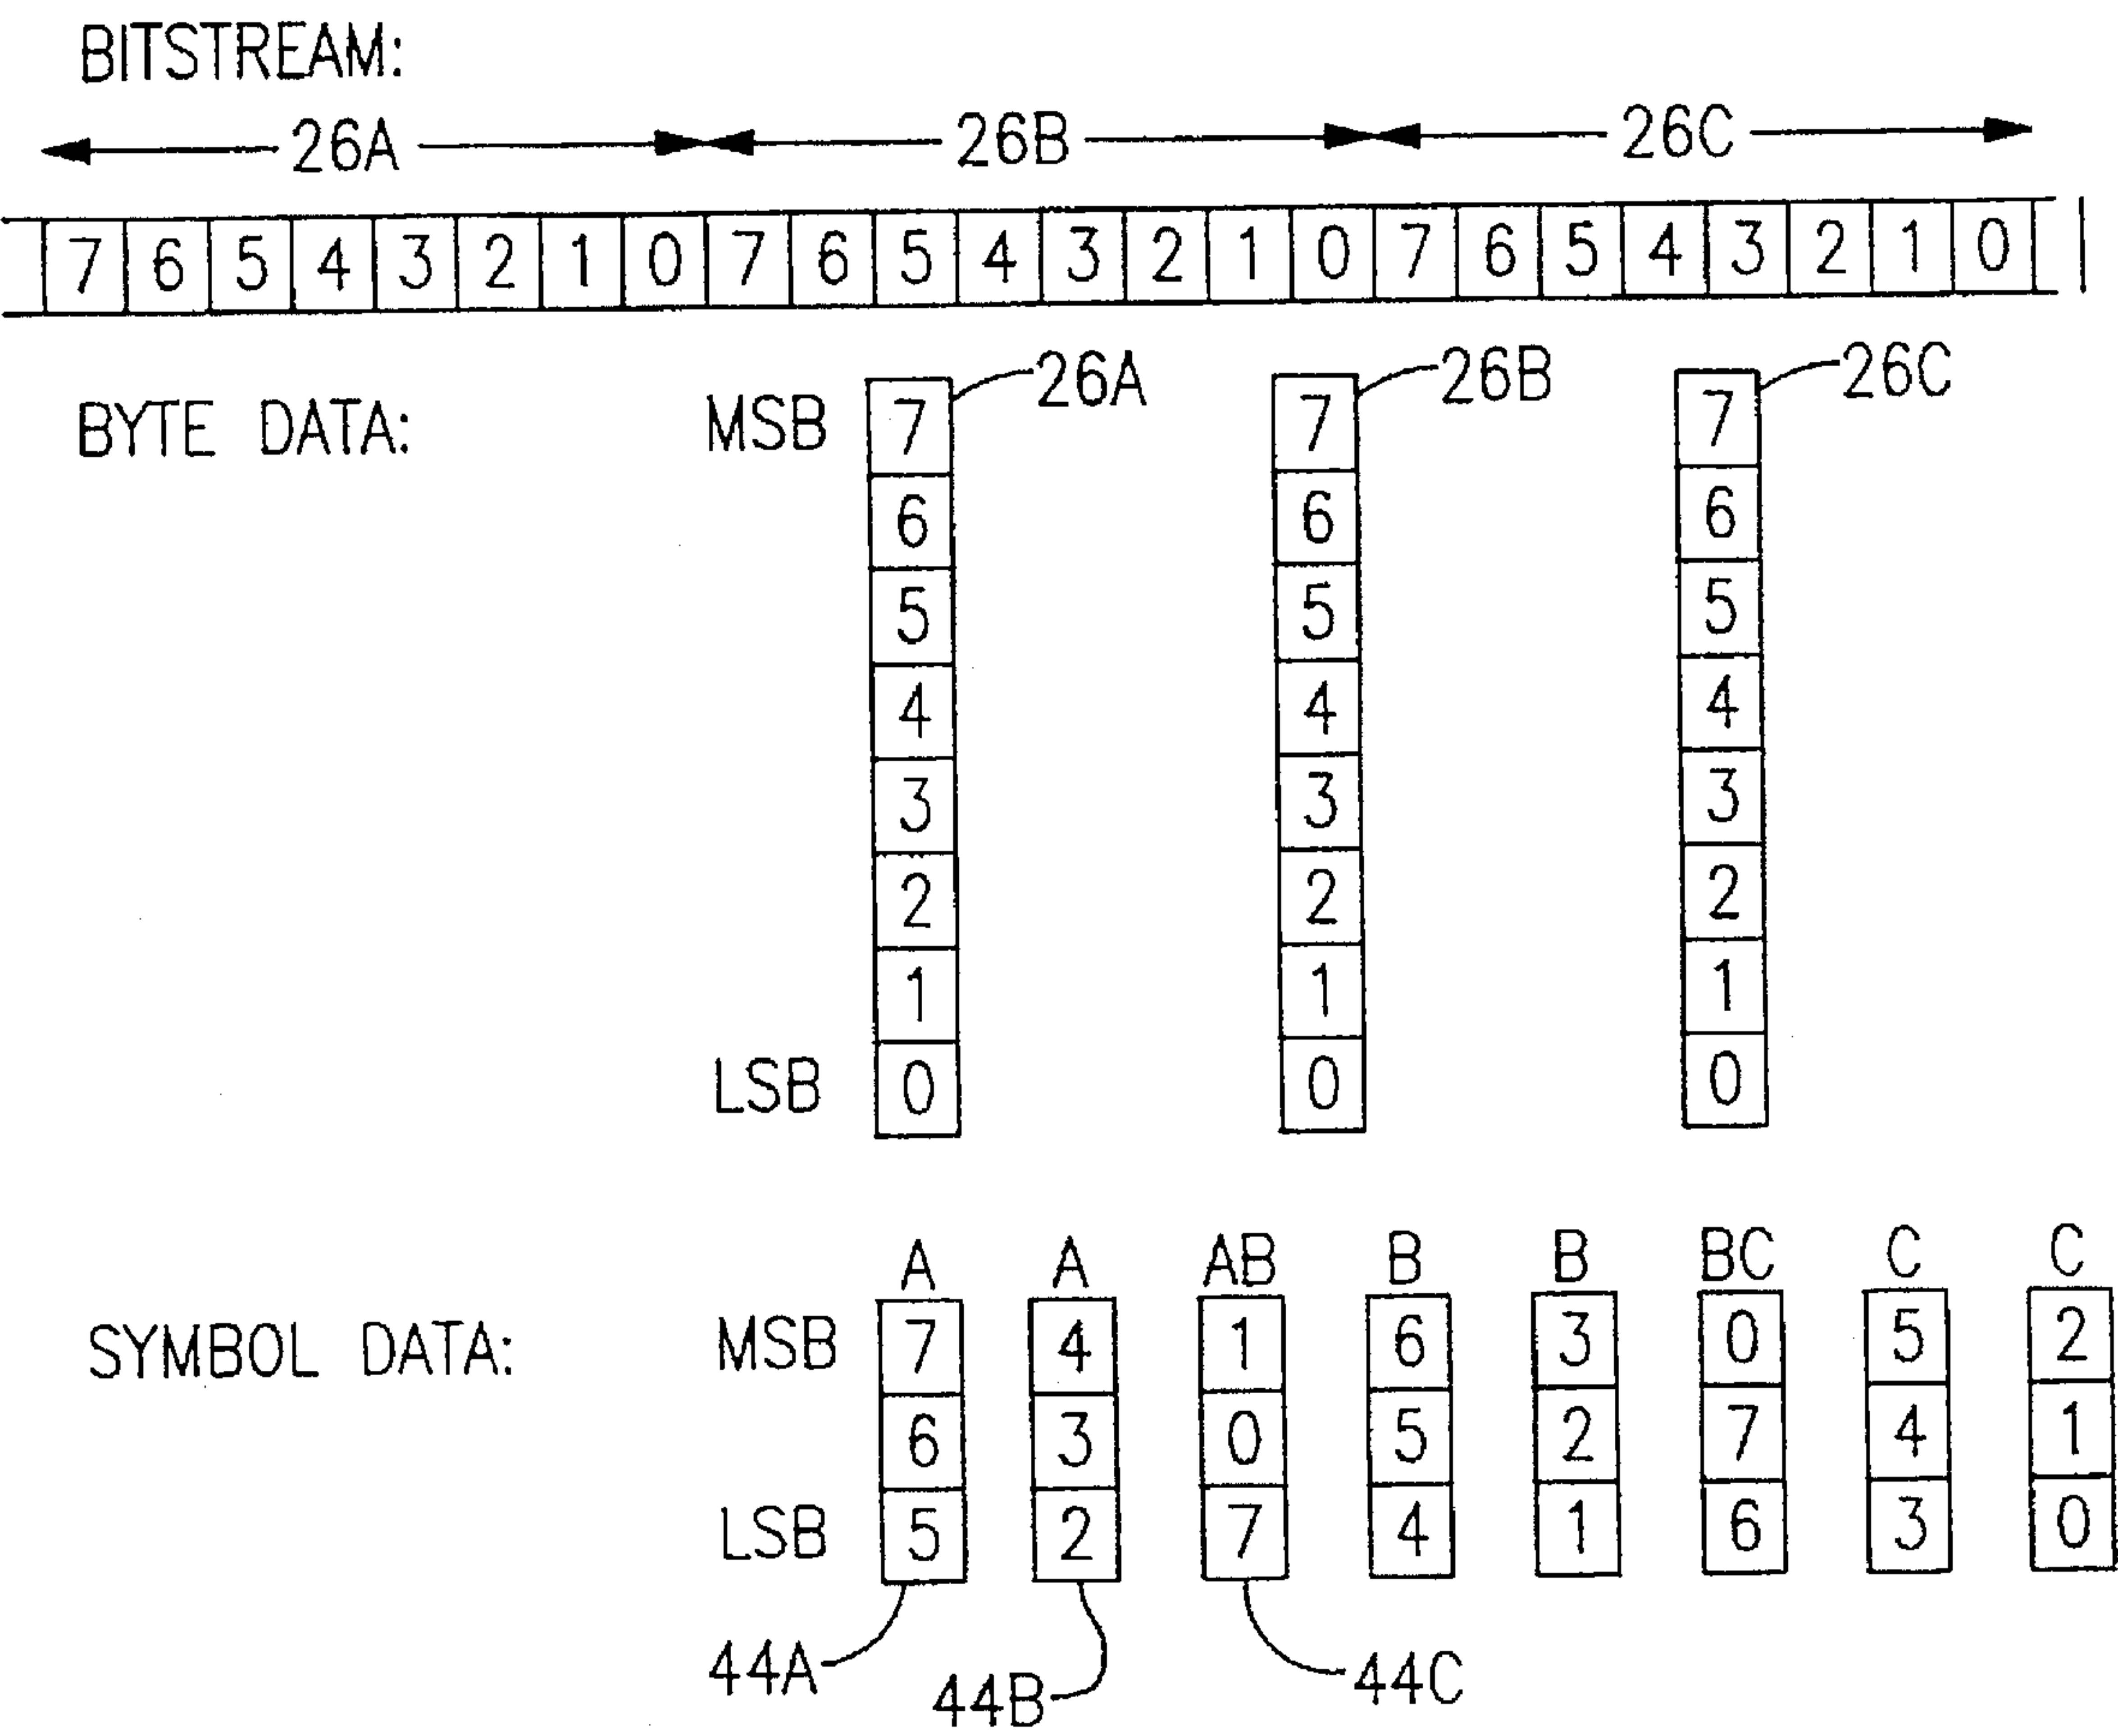 BITSTREAM:
26A 26B 26C
7 6 5 4 3 2 1 0 7 6 5 4 3 2 1 0 7 6 5 4 3 2 1 0
26A 26B 26C
BYTE DATA: MSB 7 7 7
6 6 6
5 5 5
4 4 4
3 3 3
2 2 2
1 1 1
LSB 0 0 0
A A AB B B BC C C
SYMBOL DATA: MSB 7 4 1 6 3 0 5 2
6 3 0 5 2 7 4 1
LSB 5 2 7 4 1 6 3 0
44A 44B 44C